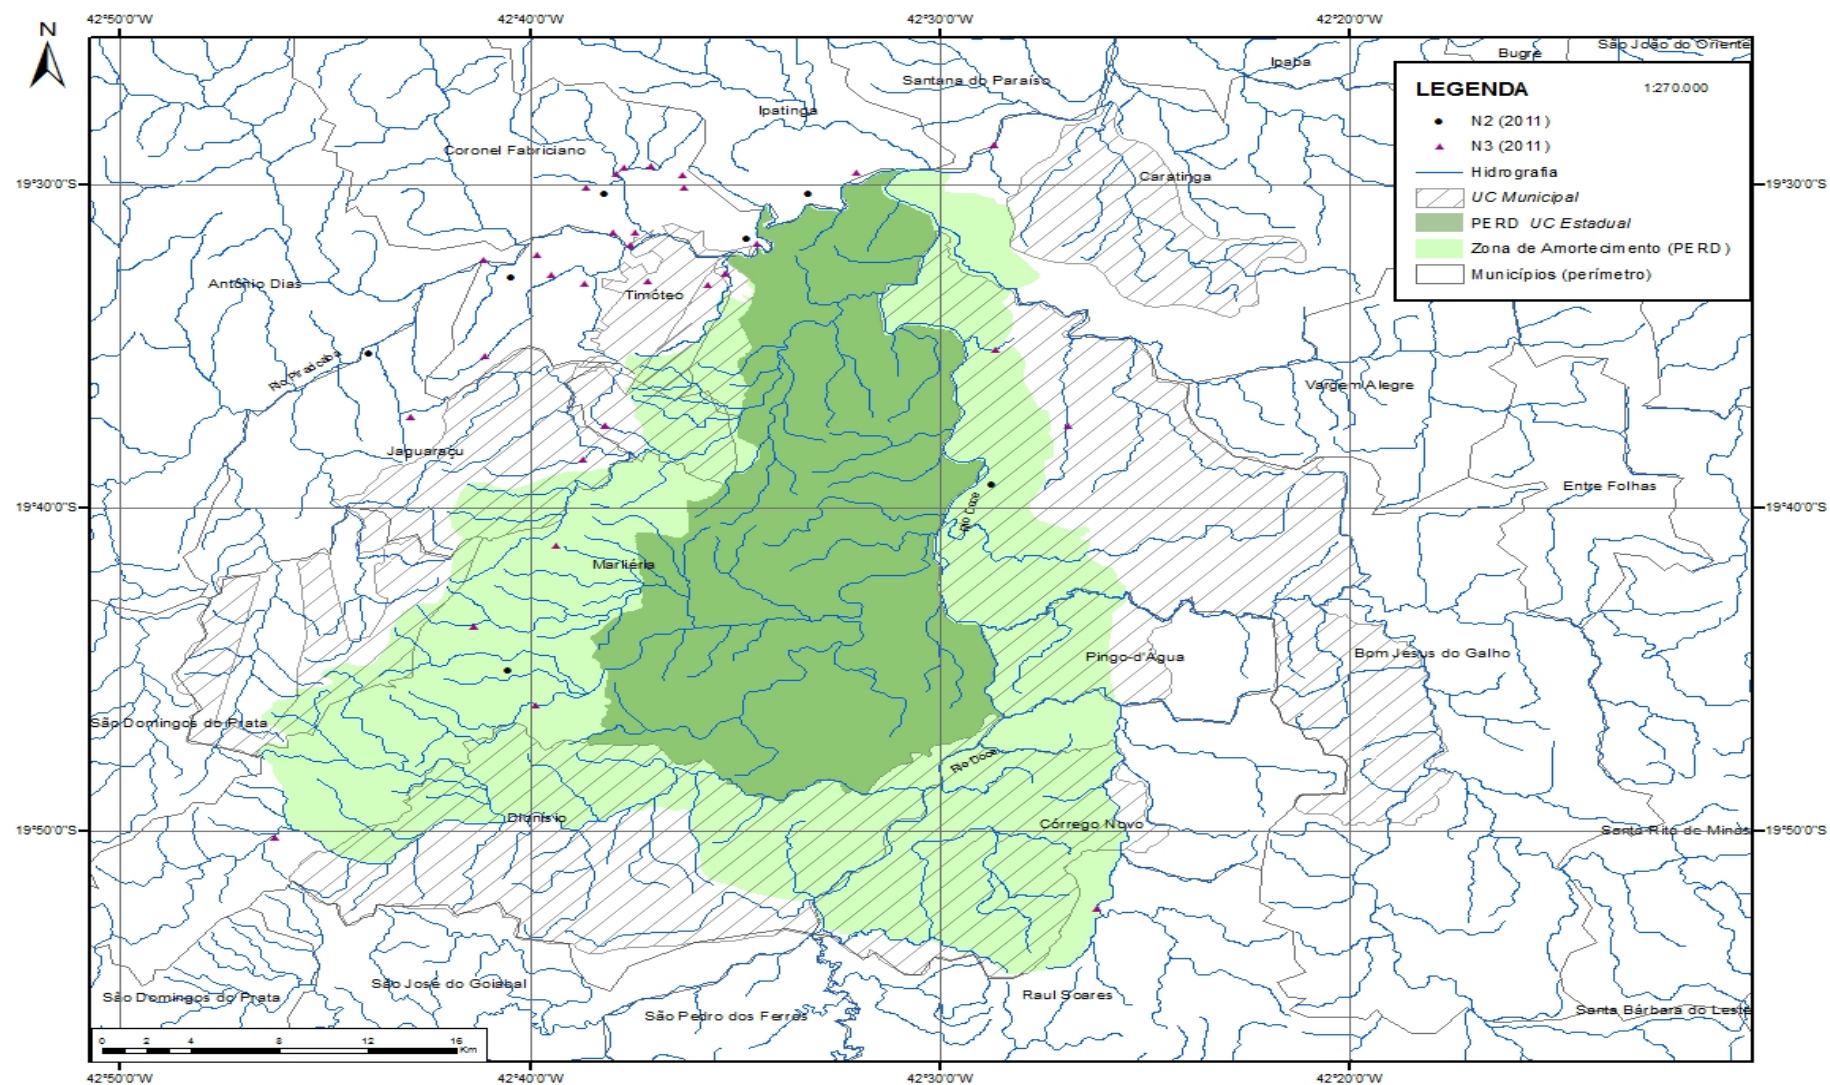 42°50'0"W 42°40'0"W 42°30'0"W 42°20'0"W
N
São João do Oriente
Bugre
Ipaba
Santana do Paraíso
Ipatinga
Coronel Fabriciano
LEGENDA 1:270.000
N2 (2011)
N3 (2011)
Hidrografia
UC Municipal
PERD UC Estadual
Zona de Amortecimento (PERD)
Municípios (perímetro)
19°30'0"S 19°30'0"S
Caratinga
Antônio Dias
Timóteo
Rio Piracicaba
Vargem Alegre
Jaguaraçu
Entre Folhas
19°40'0"S 19°40'0"S
Rio Doce
Marliéria
Pingo-d'Água
Bom Jesus do Galho
São Domingos do Prata
Rio Doce
Dionísio
Córrego Novo
19°50'0"S Santa Rita de Minas 19°50'0"S
São José do Goiabal
São Domingos do Prata
Raul Soares
São Pedro dos Ferros
Santa Bárbara do Leste
0 2 4 8 12 16
Km
42°50'0"W 42°40'0"W 42°30'0"W 42°20'0"W